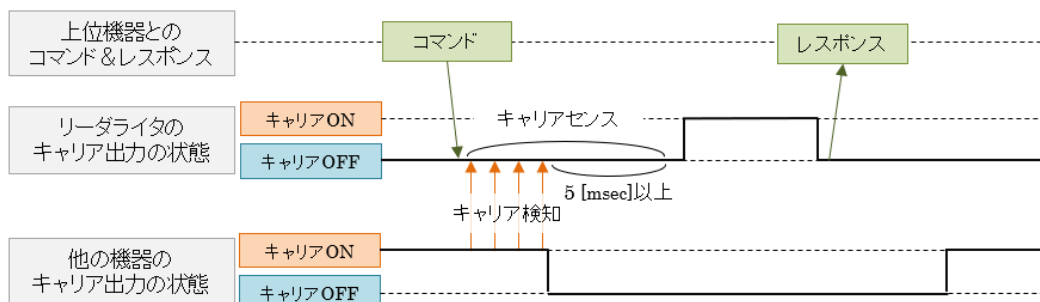 上位機器との
コマンド&レスポンス
コマンド
レスポンス
リーダライタの
キャリア出力の状態
キャリアON
キャリアOFF
キャリアセンス
5 [msec]以上
キャリア検知
他の機器の
キャリア出力の状態
キャリアON
キャリアOFF